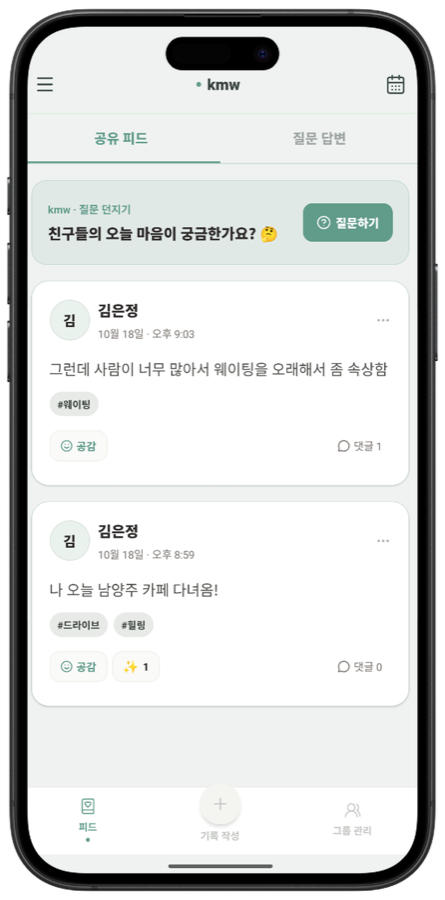 kmw
공유 피드
질문 답변
kmw · 질문 던지기
친구들의 오늘 마음이 궁금한가요? 🤔
질문하기
김
김은정
10월 18일 · 오후 9:03
그런데 사람이 너무 많아서 웨이팅을 오래해서 좀 속상함
#웨이팅
공감
댓글 1
김
김은정
10월 18일 · 오후 8:59
나 오늘 남양주 카페 다녀옴!
#드라이브 #힐링
공감
✨ 1
댓글 0
피드
기록 작성
그룹 관리